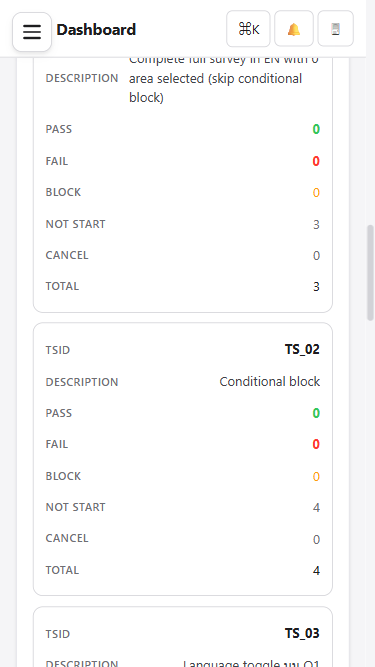 Dashboard
⌘K
Complete full survey in EN with 0
DESCRIPTION area selected (skip conditional
block)
PASS 0
FAIL 0
BLOCK 0
NOT START 3
CANCEL 0
TOTAL 3
TSID TS_02
DESCRIPTION Conditional block
PASS 0
FAIL 0
BLOCK 0
NOT START 4
CANCEL 0
TOTAL 4
TSID TS_03
DESCRIPTION Language toggle บน Q1